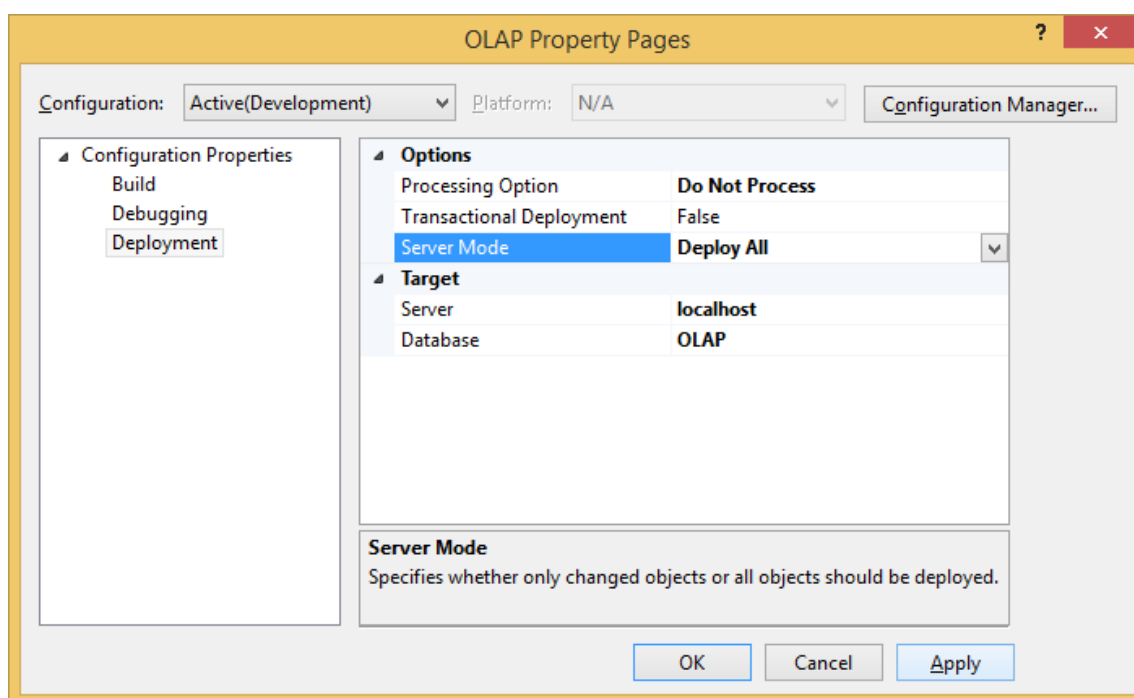 OLAP Property Pages
?
Configuration: Active(Development) Platform: N/A Configuration Manager...
Configuration Properties
Build
Debugging
Deployment
Options
Processing Option Do Not Process
Transactional Deployment False
Server Mode Deploy All
Target
Server localhost
Database OLAP
Server Mode
Specifies whether only changed objects or all objects should be deployed.
OK Cancel Apply